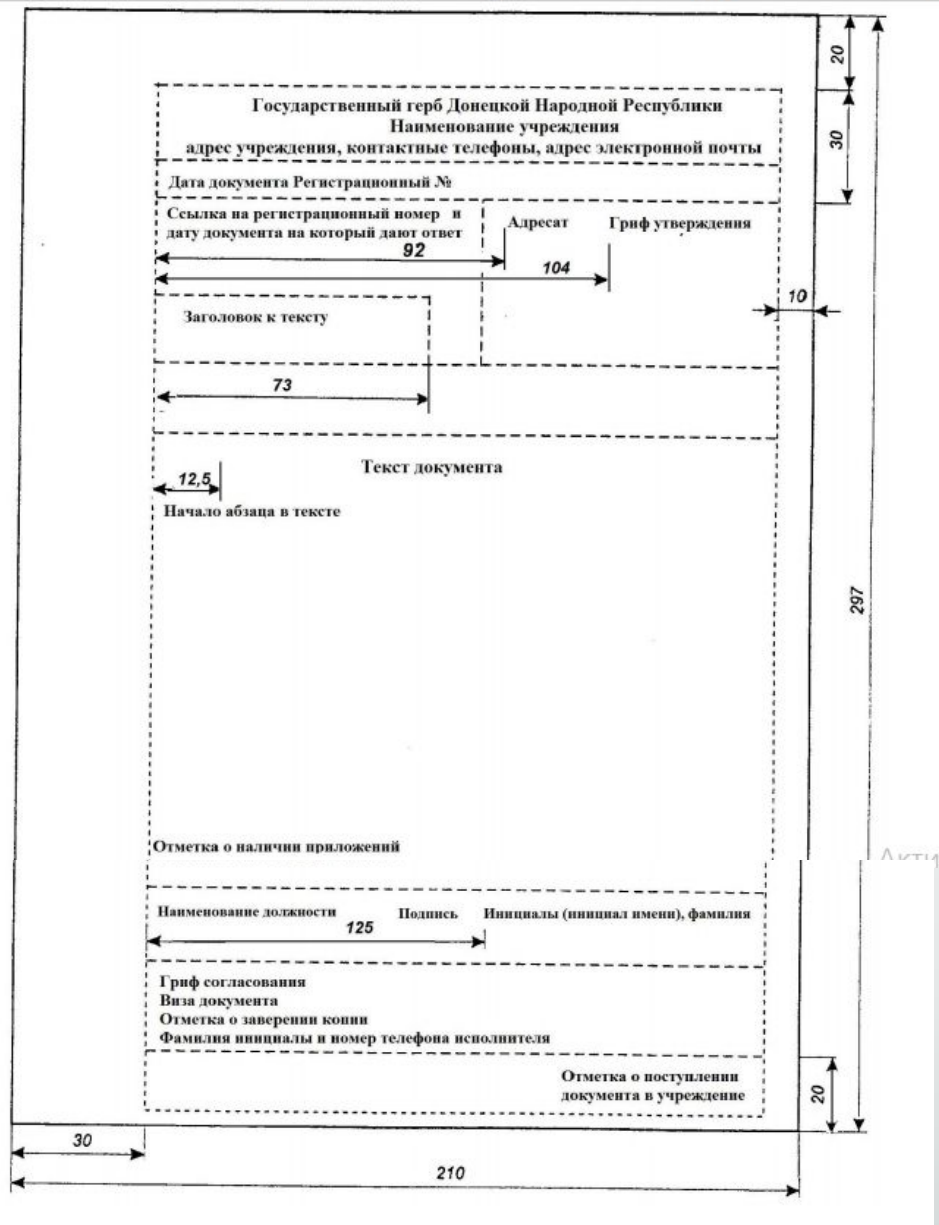 20
Государственный герб Донецкой Народной Республики
Наименование учреждения
адрес учреждения, контактные телефоны, адрес электронной почты
30
Дата документа Регистрационный №
Ссылка на регистрационный номер и
дату документа на который дают ответ
Адресат
Гриф утверждения
92
104
10
Заголовок к тексту
73
Текст документа
12,5
Начало абзаца в тексте
297
Отметка о наличии приложений
Акти
Наименование должности
Подпись
Инициалы (инициал имени), фамилия
125
Гриф согласования
Виза документа
Отметка о заверении копии
Фамилия инициалы и номер телефона исполнителя
Отметка о поступлении
документа в учреждение
20
30
210